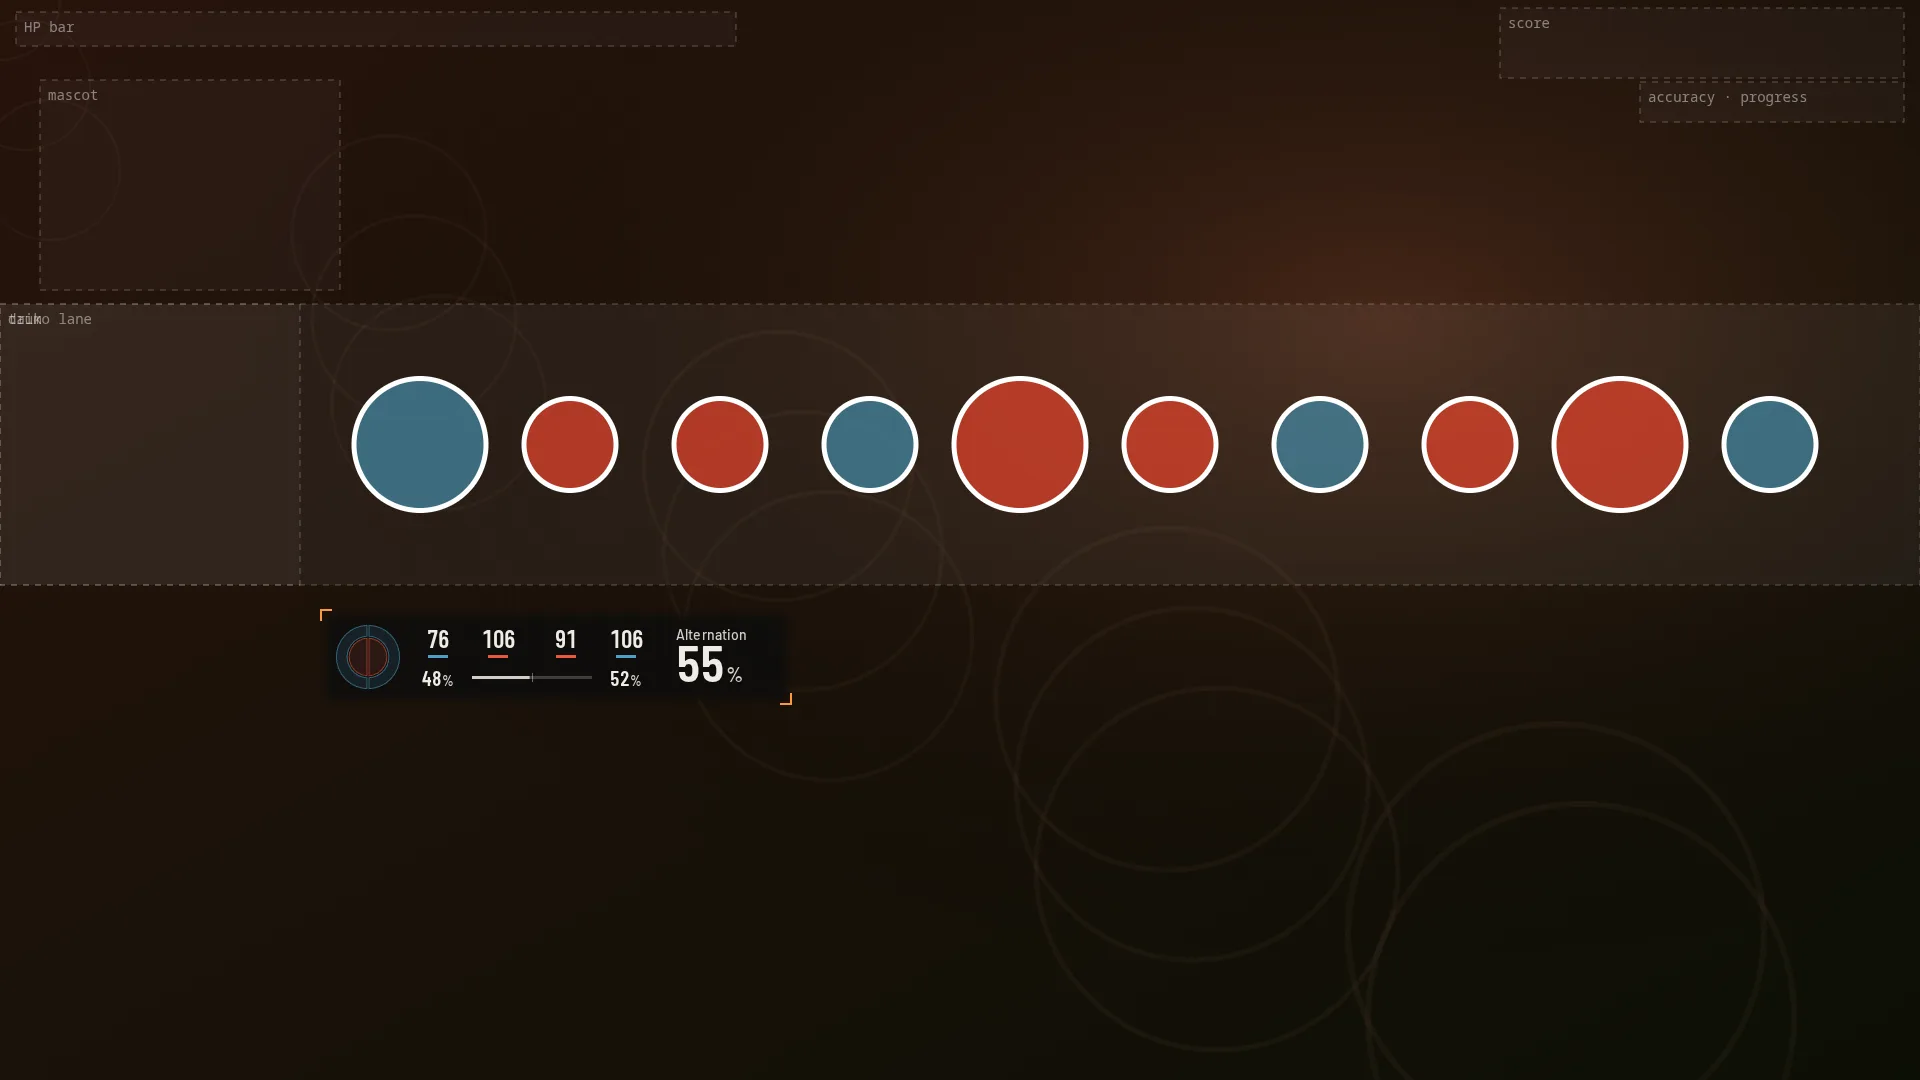 HP bar
score
mascot
accuracy · progress
taiko lane
76 106 91 106
Alternation
48% 52%
55%